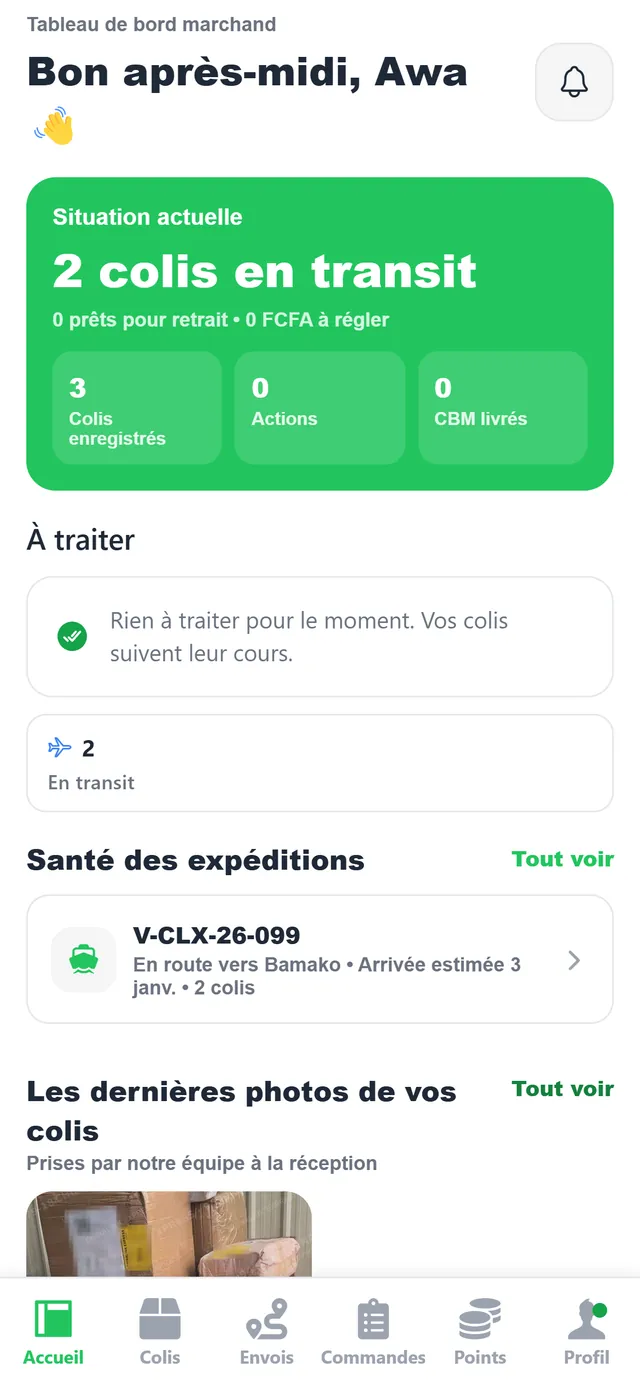 Tableau de bord marchand
Bon après-midi, Awa
👋
Situation actuelle
2 colis en transit
0 prêts pour retrait • 0 FCFA à régler
3
Colis
enregistrés
0
Actions
0
CBM livrés
À traiter
Rien à traiter pour le moment. Vos colis
suivent leur cours.
2
En transit
Santé des expéditions
Tout voir
V-CLX-26-099
En route vers Bamako • Arrivée estimée 3
janv. • 2 colis
Les dernières photos de vos
colis
Tout voir
Prises par notre équipe à la réception
Accueil
Colis
Envois
Commandes
Points
Profil